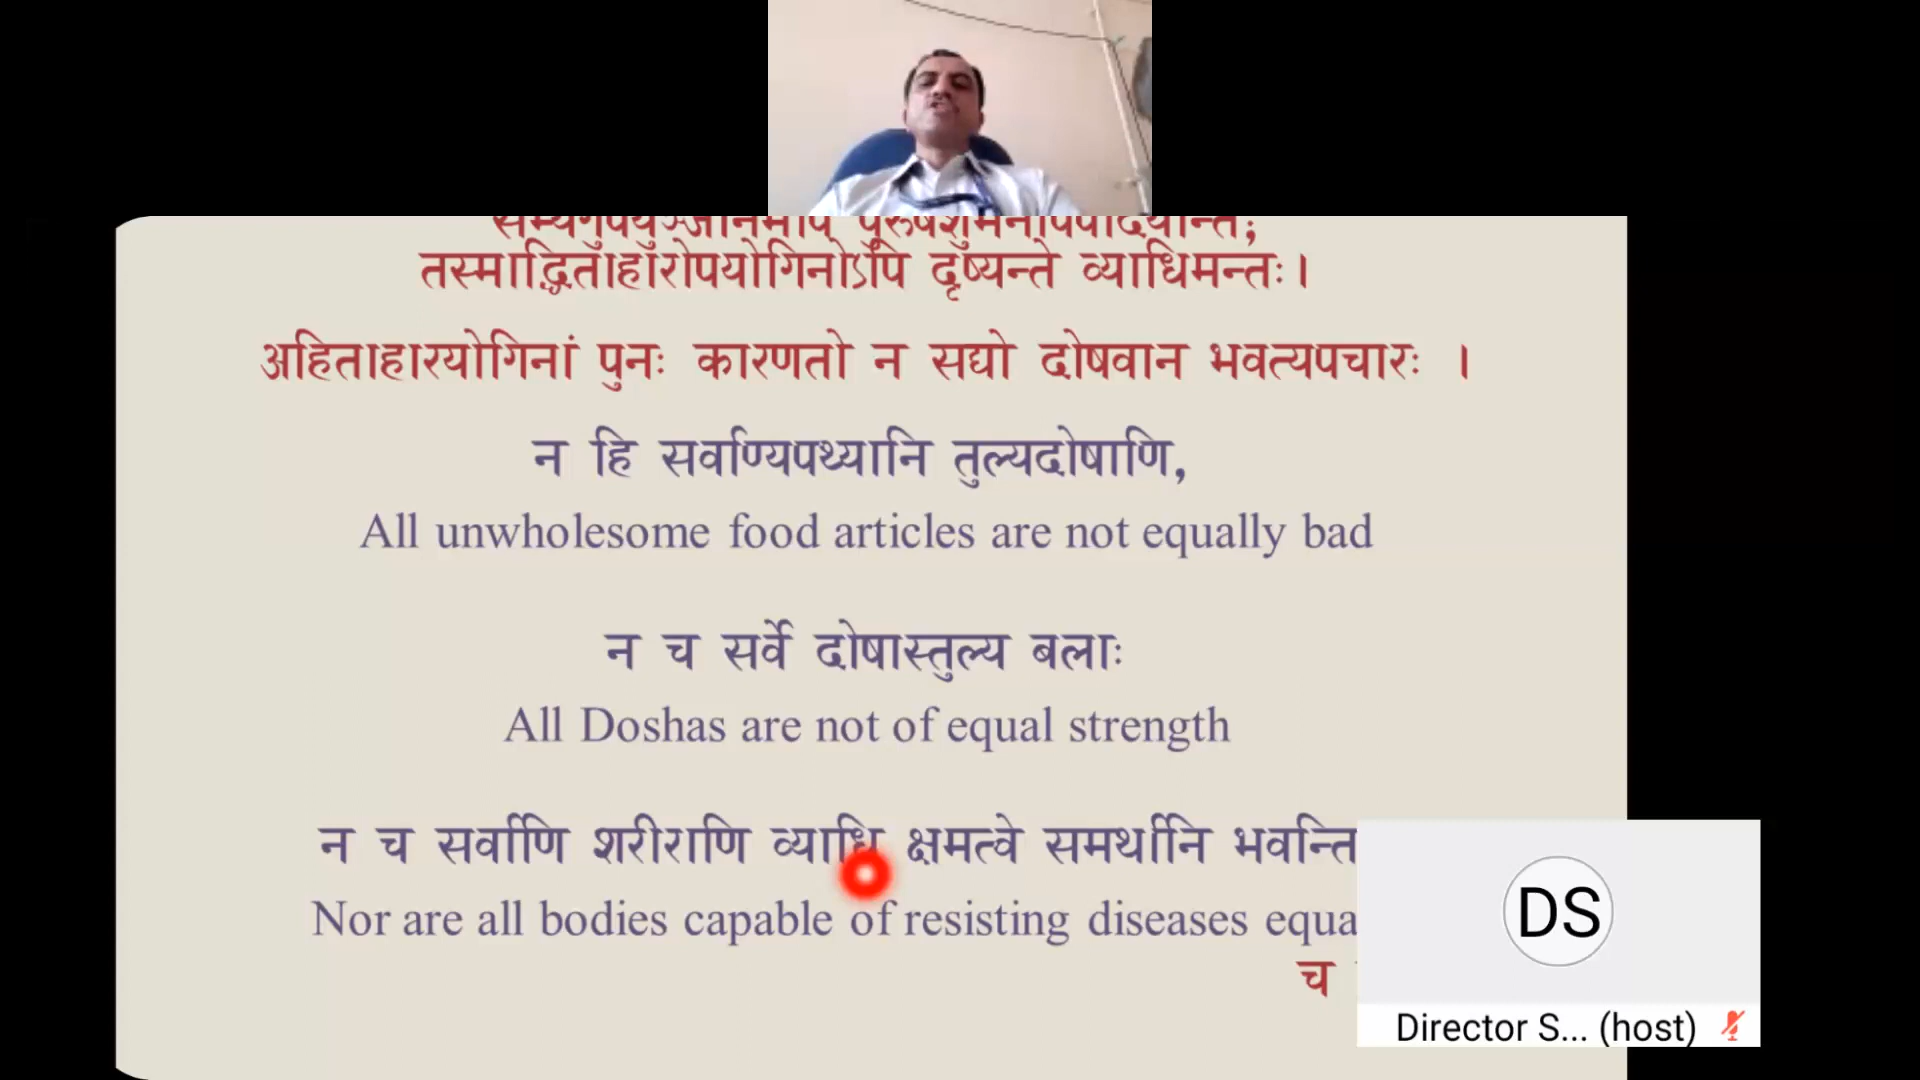 तस्माद्धिताहारोपयोगिनोऽपि दृष्यन्ते व्याधिमन्तः।
अहिताहारयोगिनां पुनः कारणतो न सद्यो दोषवान भवत्यपचारः ।
न हि सर्वाण्यपथ्यानि तुल्यदोषाणि,
All unwholesome food articles are not equally bad
न च सर्वे दोषास्तुल्य बलाः
All Doshas are not of equal strength
न च सर्वाणि शरीराणि व्याधि क्षमत्वे समर्थानि भवन्ति
Nor are all bodies capable of resisting diseases equa
च
DS
Director S... (host)